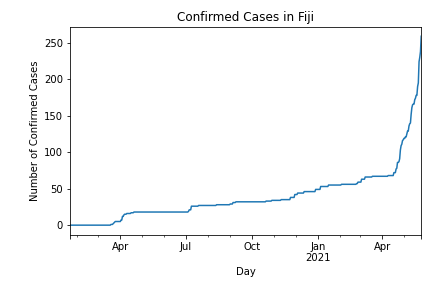 Confirmed Cases in Fiji
Number of Confirmed Cases
250
200
150
100
50
0
Apr
Jul
Oct
Jan
2021
Apr
Day